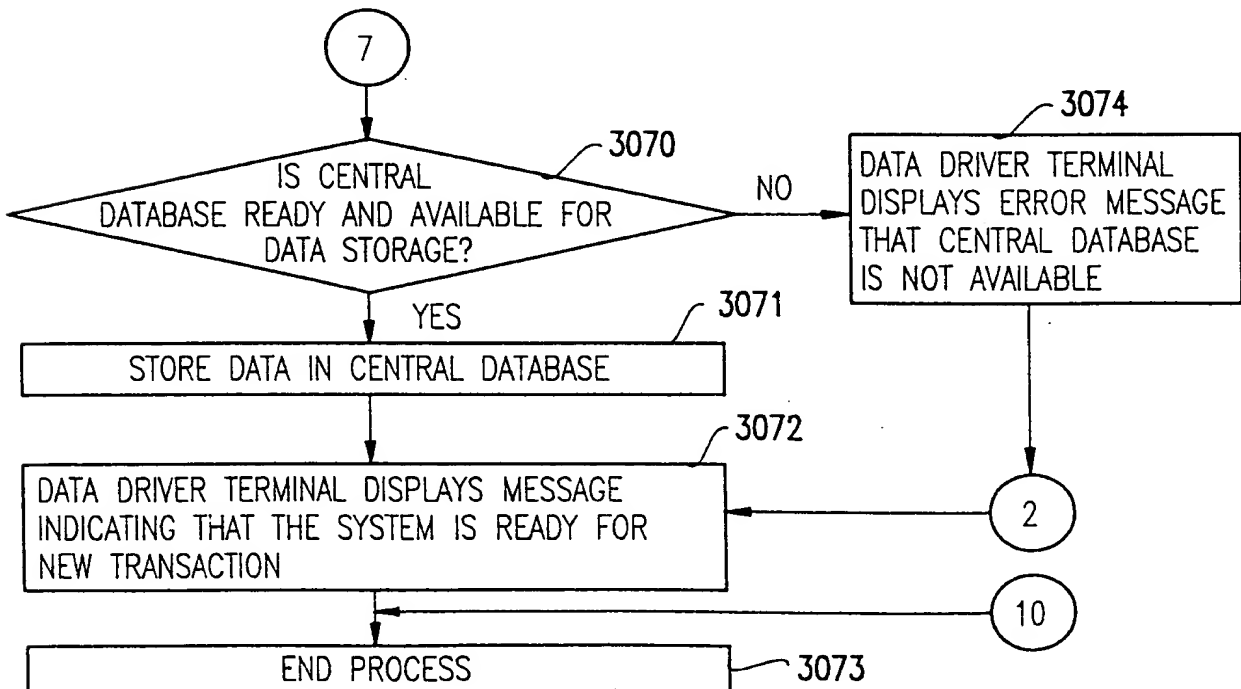 7
3070
IS CENTRAL
DATABASE READY AND AVAILABLE FOR
DATA STORAGE?
NO
3074
DATA DRIVER TERMINAL
DISPLAYS ERROR MESSAGE
THAT CENTRAL DATABASE
IS NOT AVAILABLE
YES
3071
STORE DATA IN CENTRAL DATABASE
3072
DATA DRIVER TERMINAL DISPLAYS MESSAGE
INDICATING THAT THE SYSTEM IS READY FOR
NEW TRANSACTION
2
10
END PROCESS
3073